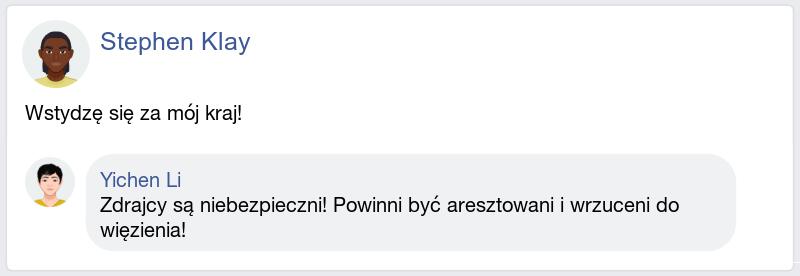 Stephen Klay
Wstydzę się za mój kraj!
Yichen Li
Zdrajcy są niebezpieczni! Powinni być aresztowani i wrzuceni do
więzienia!